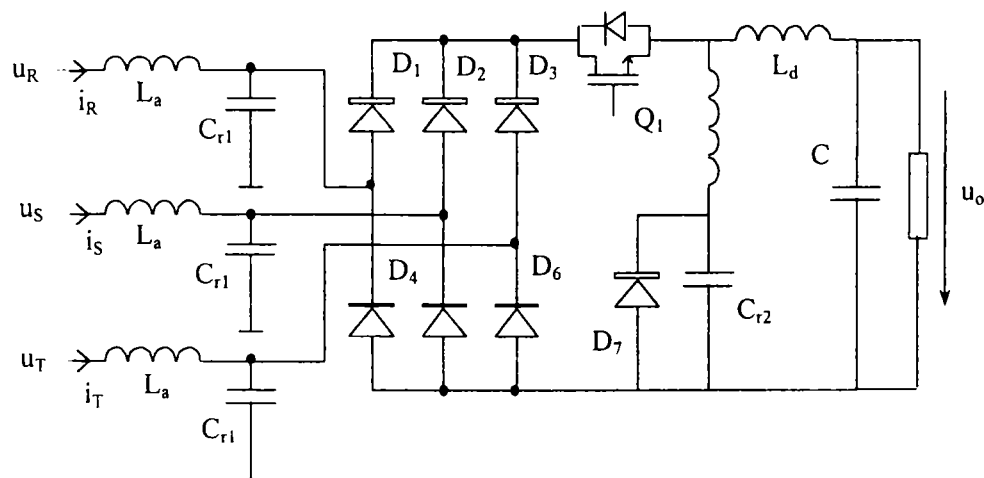 u_R
i_R
L_a
C_r1
D_1
D_2
D_3
Q_1
L_d
C
u_o
u_S
i_S
L_a
C_r1
D_4
D_6
D_7
C_r2
u_T
i_T
L_a
C_r1